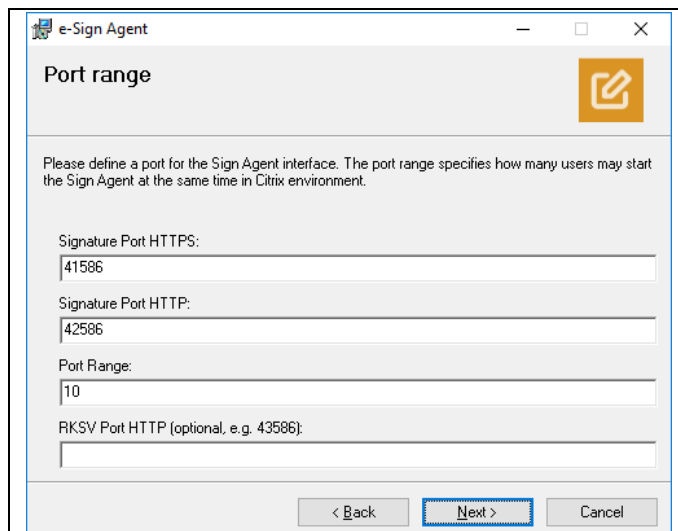 e-Sign Agent
Port range
Please define a port for the Sign Agent interface. The port range specifies how many users may start
the Sign Agent at the same time in Citrix environment.
Signature Port HTTPS:
41586
Signature Port HTTP:
42586
Port Range:
10
RKSV Port HTTP (optional, e.g. 43586):
< Back Next > Cancel